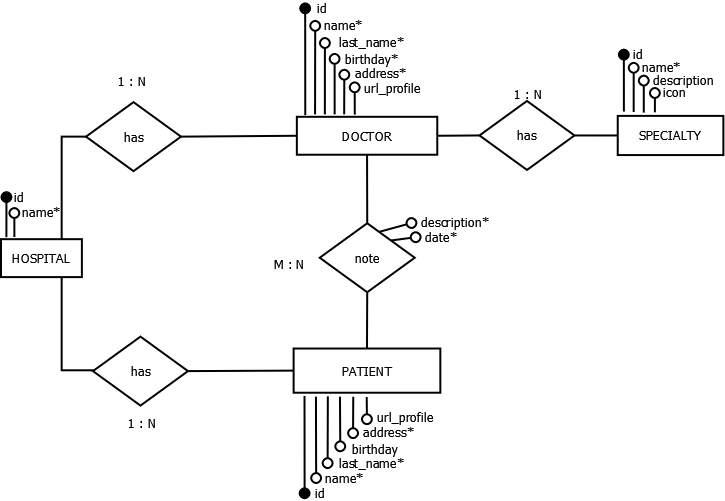 id
name*
last_name*
birthday*
address*
url_profile
id
name*
description
icon
1 : N
1 : N
has
DOCTOR
has
SPECIALTY
id
name*
description*
date*
HOSPITAL
M : N
note
has
PATIENT
1 : N
url_profile
address*
birthday
last_name*
name*
id